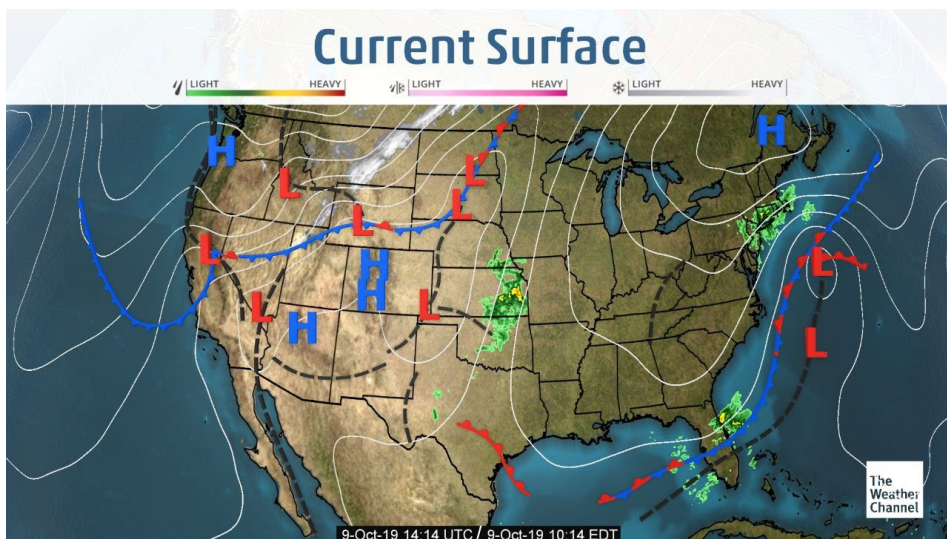 Current Surface
LIGHT HEAVY LIGHT HEAVY LIGHT HEAVY
H H
L L
L L
L H
L H L
L H L
H L
The
Weather
Channel
9-Oct-19 14:14 UTC / 9-Oct-19 10:14 EDT